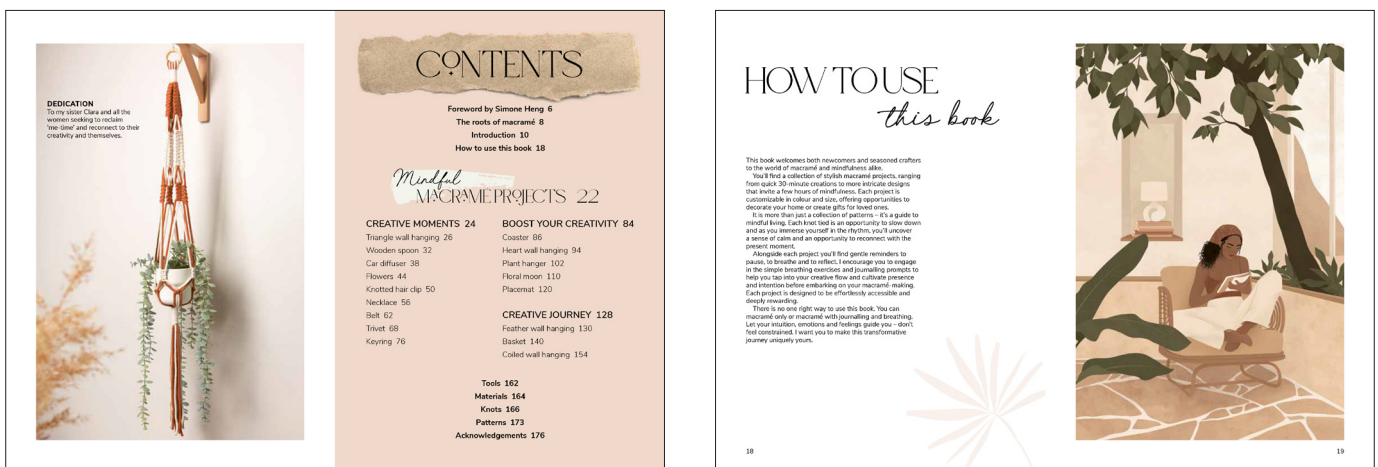 DEDICATION
To my sister Clara and all the
women seeking to reclaim
'me-time' and reconnect to their
creativity and themselves.
CONTENTS
Foreword by Simone Heng 6
The roots of macramé 8
Introduction 10
How to use this book 18
Mindful
MACRAME PROJECTS 22
CREATIVE MOMENTS 24
Triangle wall hanging 26
Wooden spoon 32
Car diffuser 38
Flowers 44
Knotted hair clip 50
Necklace 56
Belt 62
Trivet 68
Keyring 76
BOOST YOUR CREATIVITY 84
Coaster 86
Heart wall hanging 94
Plant hanger 102
Floral moon 110
Placemat 120
CREATIVE JOURNEY 128
Feather wall hanging 130
Basket 140
Coiled wall hanging 154
Tools 162
Materials 164
Knots 166
Patterns 173
Acknowledgements 176
HOW TO USE
this book
This book welcomes both newcomers and seasoned crafters
to the world of macramé and mindfulness alike.
You'll find a collection of stylish macramé projects, ranging
from quick 30-minute creations to more intricate designs
that invite a few hours of mindfulness. Each project is
customizable in colour and size, offering opportunities to
decorate your home or create gifts for loved ones.
It is more than just a collection of patterns – it's a guide to
mindful living. Each knot tied is an opportunity to slow down
and as you immerse yourself in the rhythm, you'll uncover
a sense of calm and an opportunity to reconnect with the
present moment.
Alongside each project you'll find gentle reminders to
pause, to breathe and to reflect. I encourage you to engage
in the simple breathing exercises and journalling prompts to
help you tap into your creative flow and cultivate presence
and intention before embarking on your macramé-making.
Each project is designed to be effortlessly accessible and
deeply rewarding.
There is no one right way to use this book. You can
macramé only or macramé with journalling and breathing.
Let your intuition, emotions and feelings guide you – don't
feel constrained. I want you to make this transformative
journey uniquely yours.
18
19